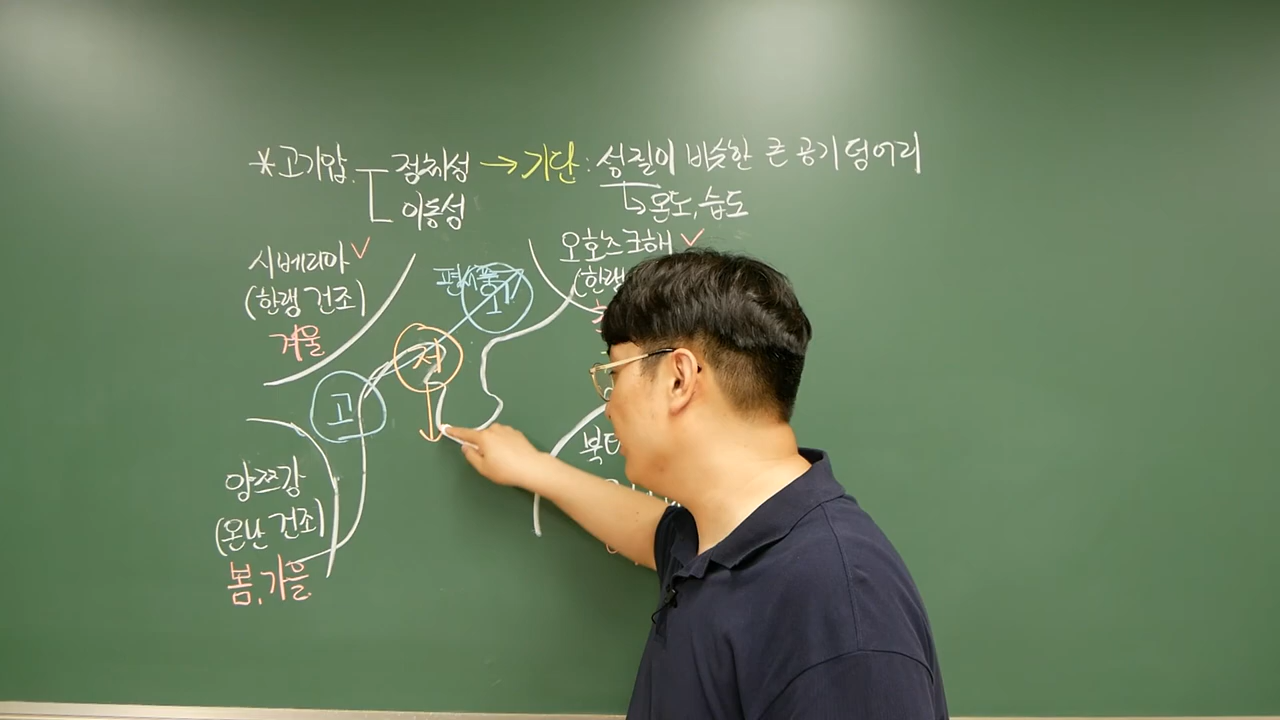 *고기압 정체성 → 기단 : 성질이 비슷한 큰 공기 덩어리
이동성 ↳온도, 습도
시베리아 ✓
(한랭 건조)
겨울
편서풍
고
오호츠크해 ✓
(한랭
저
고
양쯔강
(온난 건조)
봄, 가을